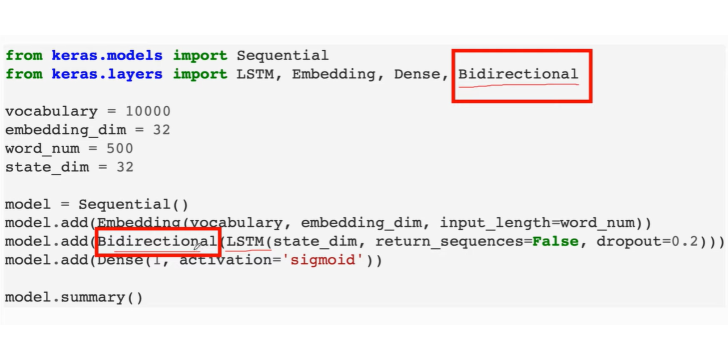 from keras.models import Sequential
from keras.layers import LSTM, Embedding, Dense, Bidirectional
vocabulary = 10000
embedding_dim = 32
word_num = 500
state_dim = 32
model = Sequential()
model.add(Embedding(vocabulary, embedding_dim, input_length=word_num))
model.add(Bidirectional(LSTM(state_dim, return_sequences=False, dropout=0.2)))
model.add(Dense(1, activation='sigmoid'))
model.summary()